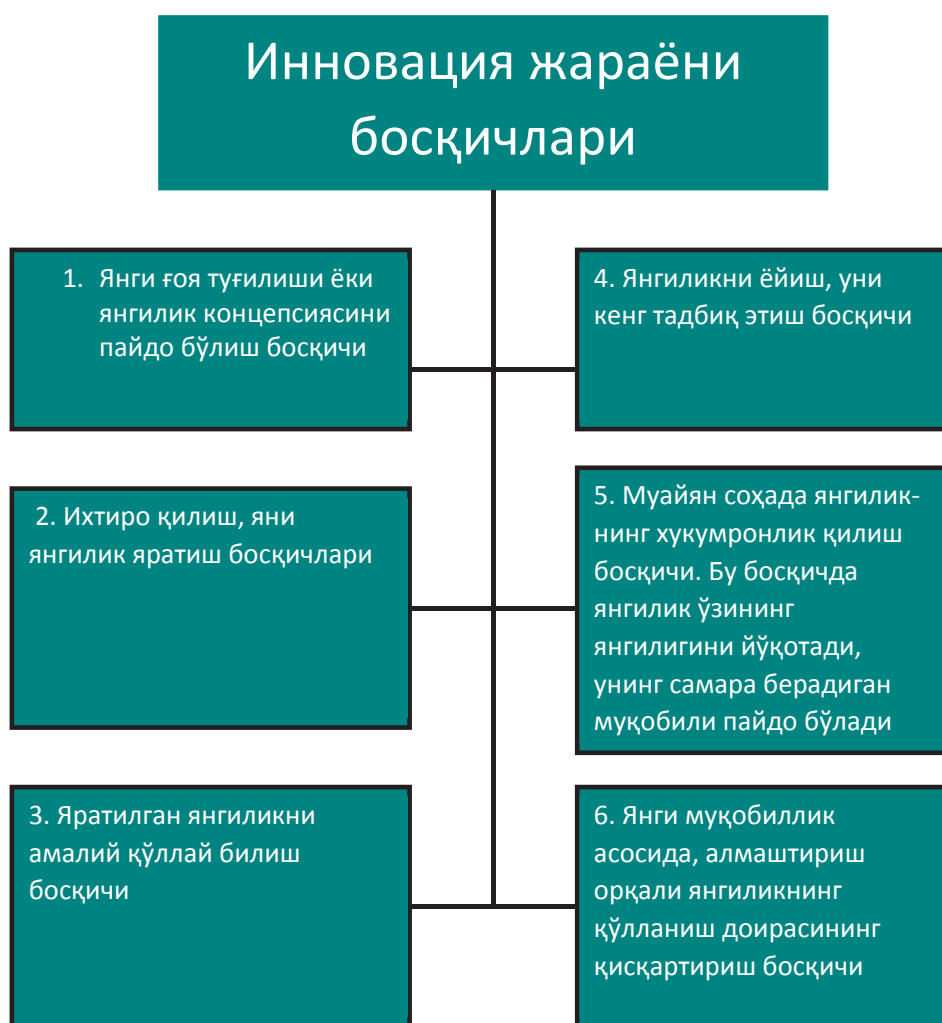 Инновация жараёни
босқичлари
1. Янги ғоя туғилиши ёки
янгилик концепсиясини
пайдо бўлиш босқичи
2. Ихтиро қилиш, яни
янгилик яратиш босқичлари
3. Яратилган янгиликни
амалий қўллай билиш
босқичи
4. Янгиликни ёйиш, уни
кенг тадбиқ этиш босқичи
5. Муайян соҳада янгилик-
нинг хукумронлик қилиш
босқичи. Бу босқичда
янгилик ўзининг
янгилигини йўқотади,
унинг самара берадиган
муқобили пайдо бўлади
6. Янги муқобиллик
асосида, алмаштириш
орқали янгиликнинг
қўлланиш доирасининг
қисқартириш босқичи